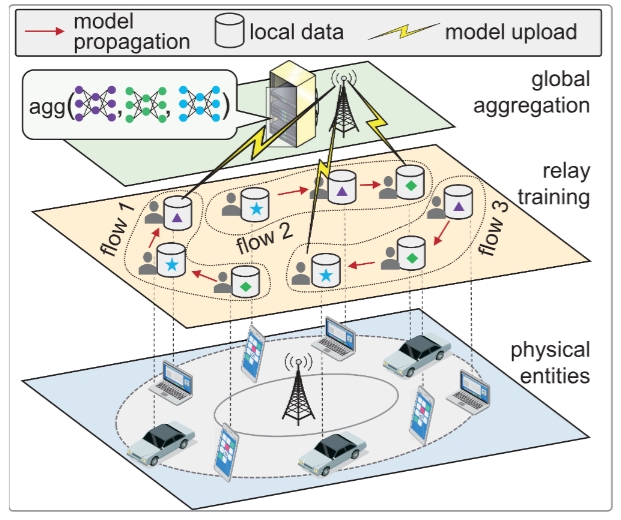 model
propagation
local data
model upload
global
aggregation
agg( , , )
relay
training
flow 1
flow 2
flow 3
physical
entities